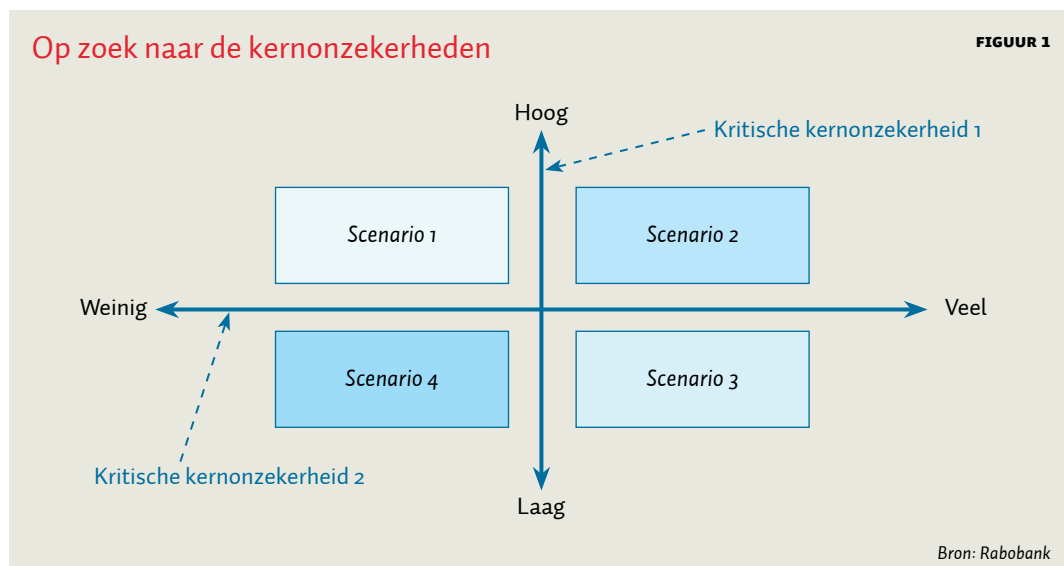 Op zoek naar de kernonzekerheden
FIGUUR 1
Hoog
Kritische kernonzekerheid 1
Scenario 1
Scenario 2
Weinig
Veel
Scenario 4
Scenario 3
Kritische kernonzekerheid 2
Laag
Bron: Rabobank